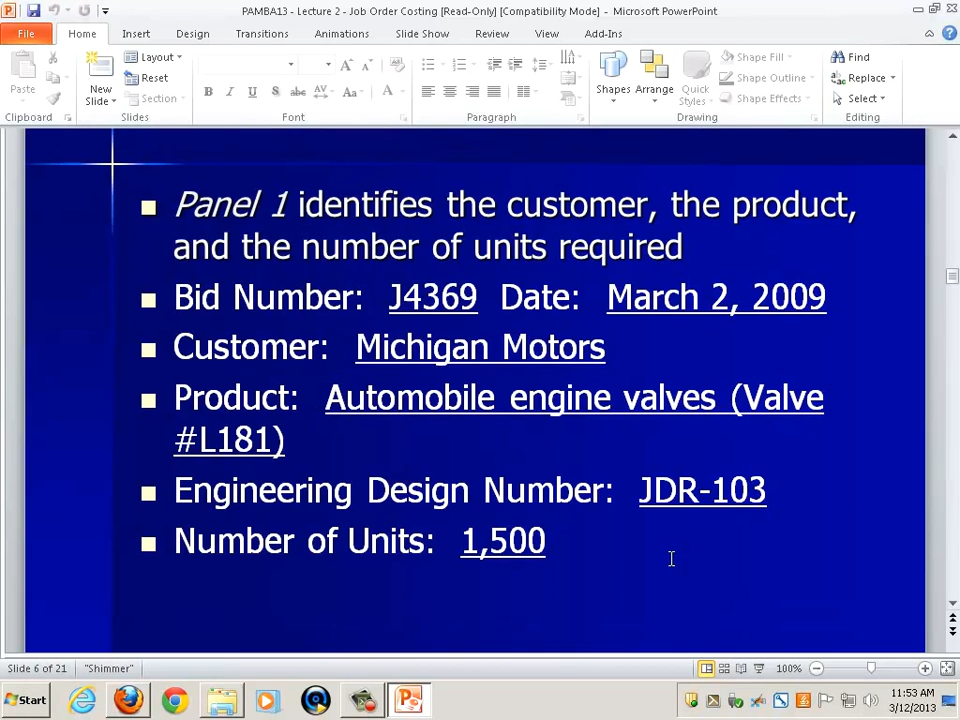 PAMBA13 - Lecture 2 - Job Order Costing [Read-Only] [Compatibility Mode] - Microsoft PowerPoint
File Home Insert Design Transitions Animations Slide Show Review View Add-Ins
Paste
New Slide
Layout
Reset
Section
B I U S abc AV Aa A
Shapes Arrange Quick Styles
Shape Fill
Shape Outline
Shape Effects
Find
Replace
Select
Clipboard Slides Font Paragraph Drawing Editing
Panel 1 identifies the customer, the product,
and the number of units required
Bid Number: J4369 Date: March 2, 2009
Customer: Michigan Motors
Product: Automobile engine valves (Valve
#L181)
Engineering Design Number: JDR-103
Number of Units: 1,500
Slide 6 of 21 "Shimmer" 100%
Start 11:53 AM
3/12/2013